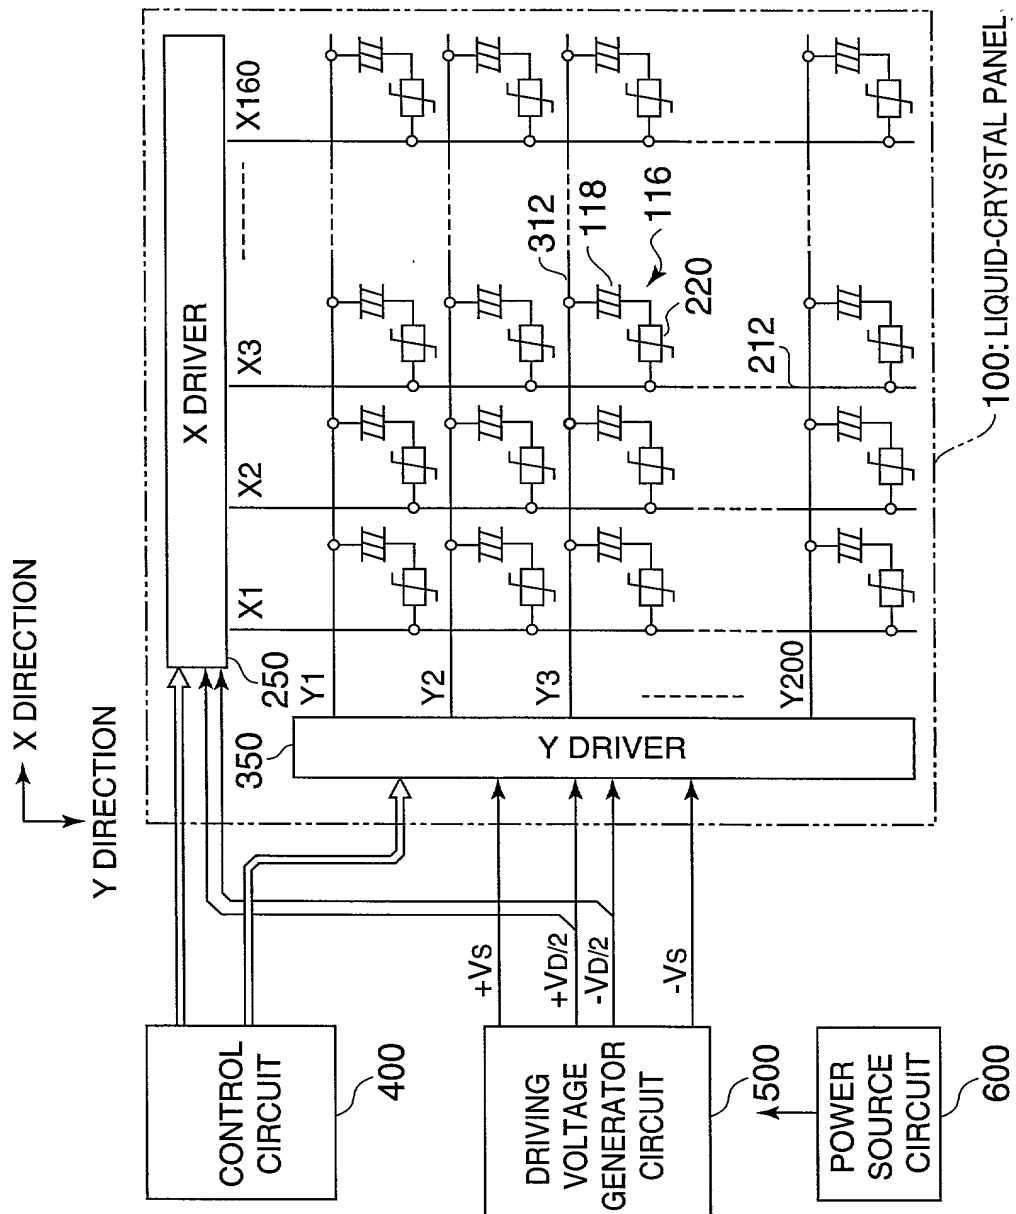 X DIRECTION
Y DIRECTION
X DRIVER
250
X1
X2
X3
X160
350
Y DRIVER
Y1
Y2
Y3
Y200
312
118
116
220
212
100: LIQUID-CRYSTAL PANEL
CONTROL
CIRCUIT
400
+VS
+VD/2
-VD/2
-VS
DRIVING
VOLTAGE
GENERATOR
CIRCUIT
500
POWER
SOURCE
CIRCUIT
600